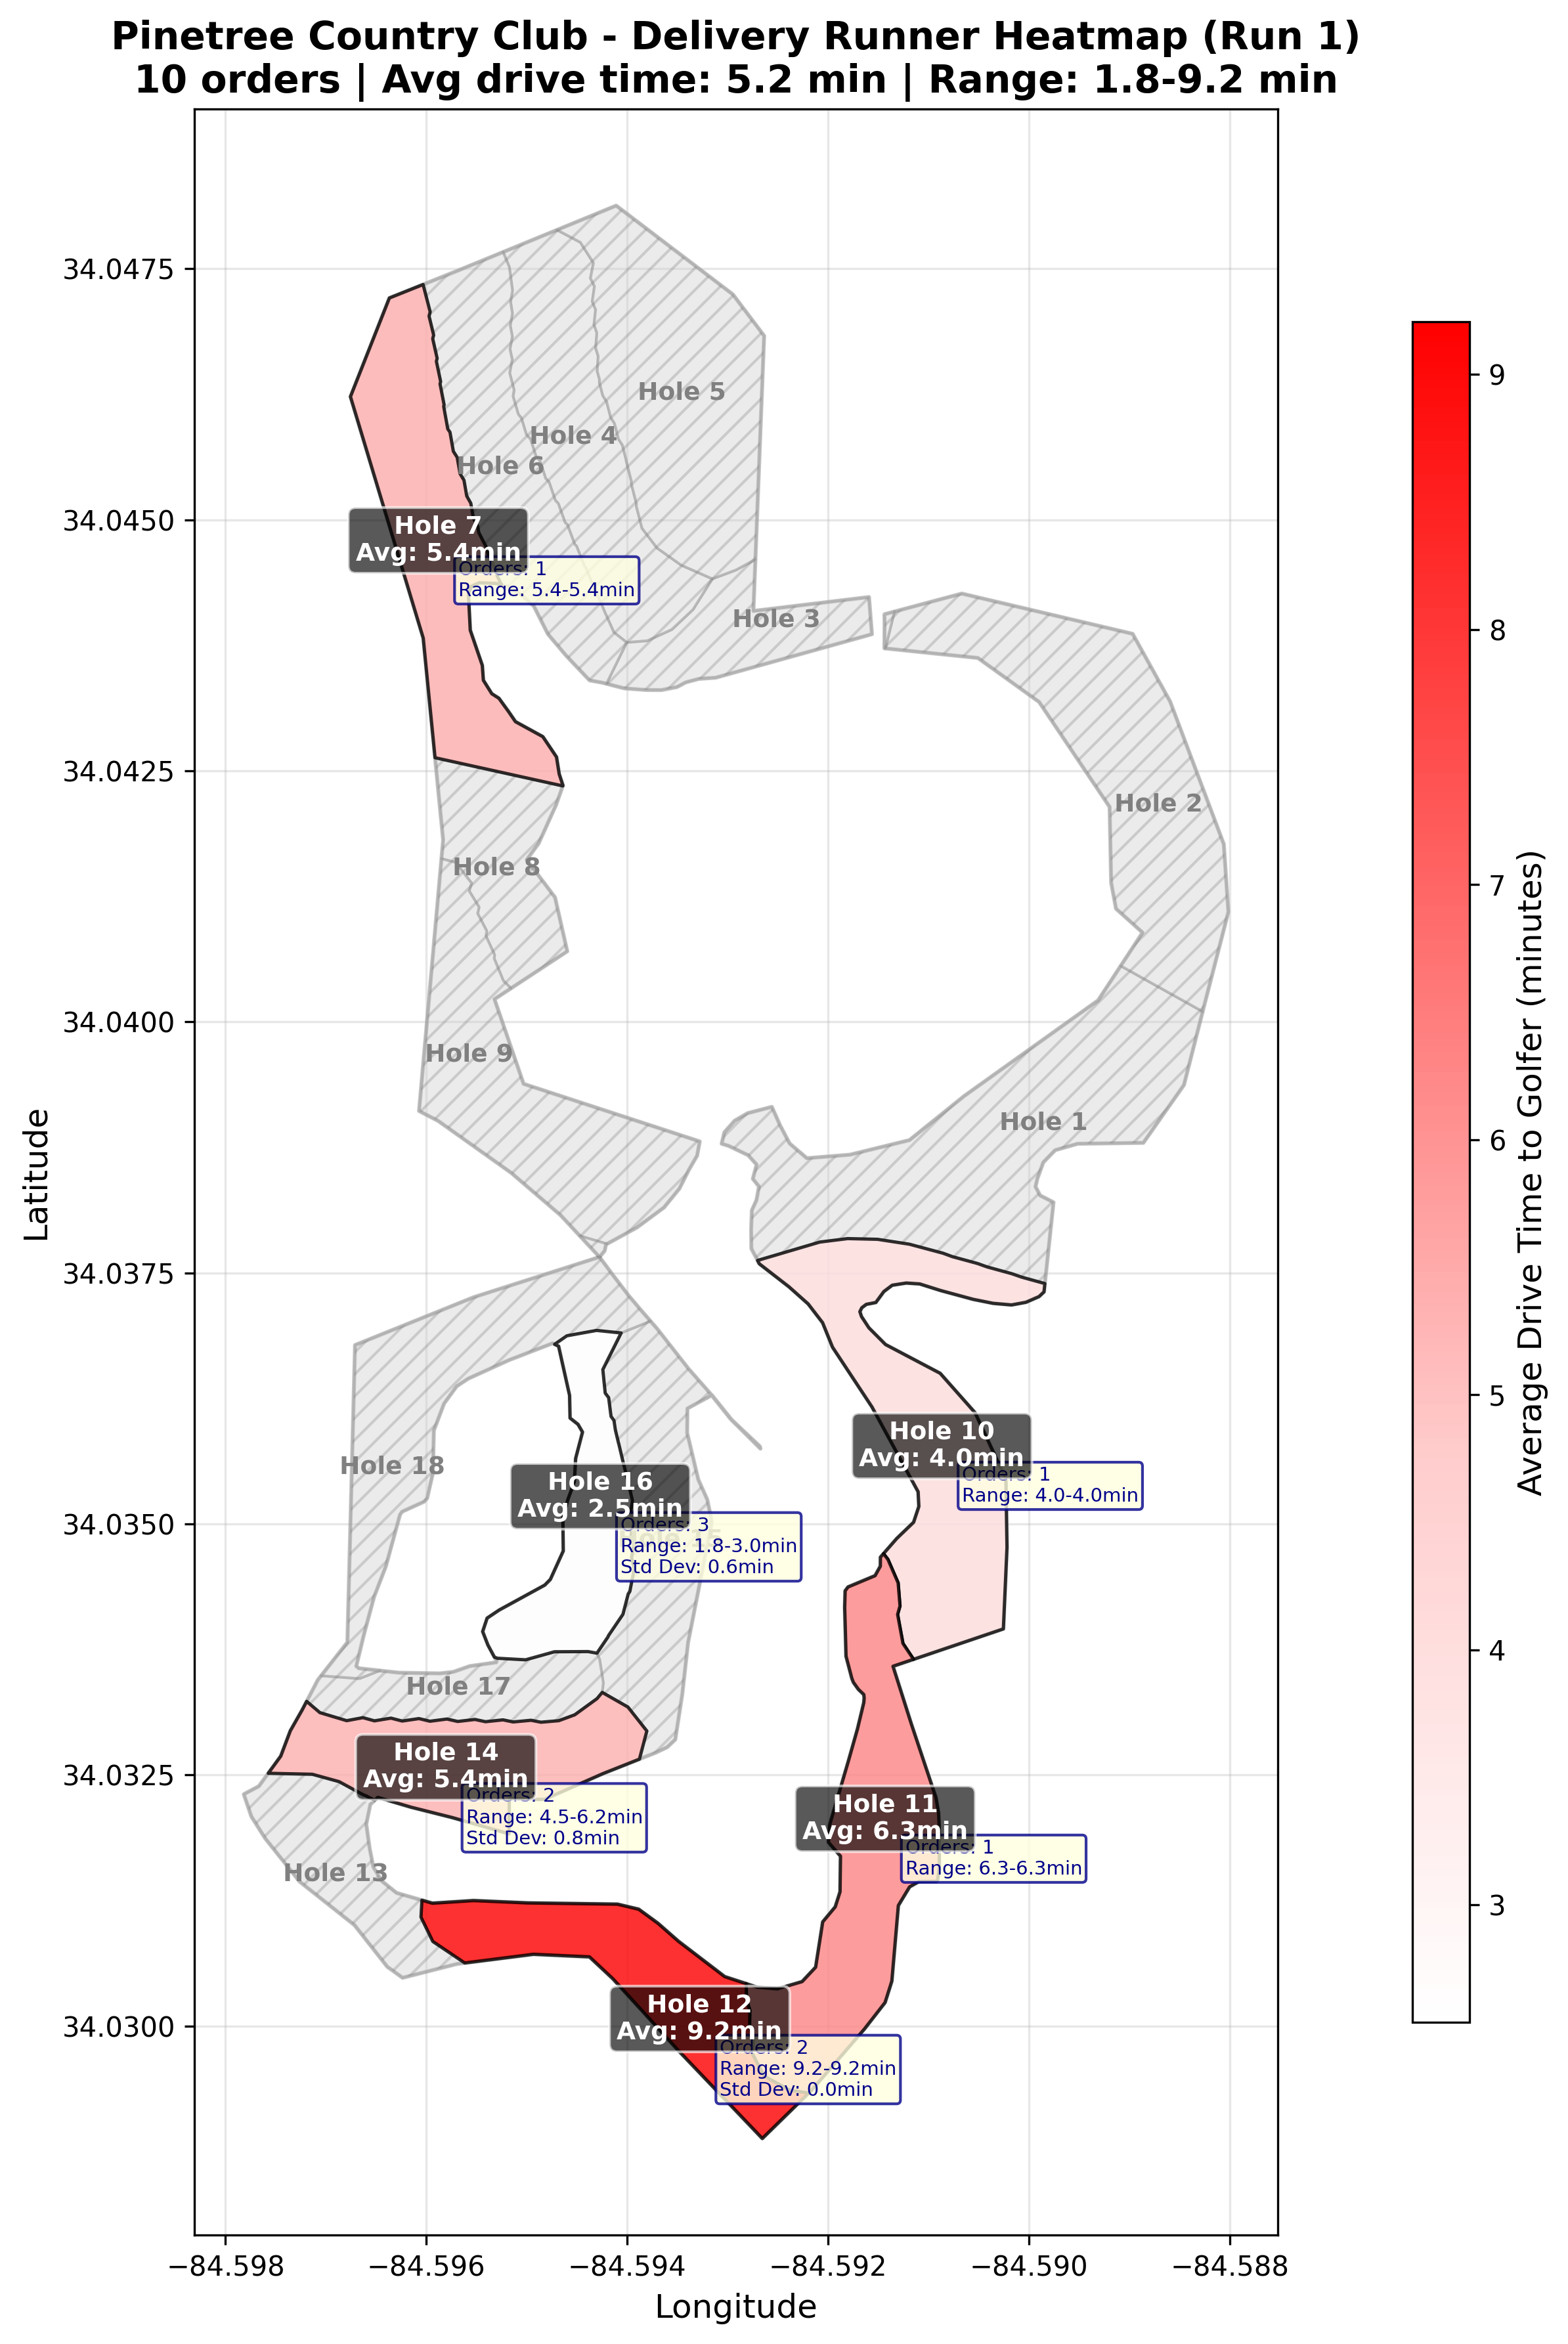 Pinetree Country Club - Delivery Runner Heatmap (Run 1)
10 orders | Avg drive time: 5.2 min | Range: 1.8-9.2 min
Latitude
34.0475
34.0450
34.0425
34.0400
34.0375
34.0350
34.0325
34.0300
Hole 5
Hole 4
Hole 6
Hole 7
Avg: 5.4min
Orders: 1
Range: 5.4-5.4min
Hole 3
Hole 2
Hole 8
Hole 9
Hole 1
Hole 10
Avg: 4.0min
Orders: 1
Range: 4.0-4.0min
Hole 18
Hole 16
Avg: 2.5min
Orders: 3
Range: 1.8-3.0min
Std Dev: 0.6min
Hole 17
Hole 14
Avg: 5.4min
Orders: 2
Range: 4.5-6.2min
Std Dev: 0.8min
Hole 11
Avg: 6.3min
Orders: 1
Range: 6.3-6.3min
Hole 13
Hole 12
Avg: 9.2min
Orders: 2
Range: 9.2-9.2min
Std Dev: 0.0min
−84.598
−84.596
−84.594
−84.592
−84.590
−84.588
Longitude
9
8
7
6
5
4
3
Average Drive Time to Golfer (minutes)